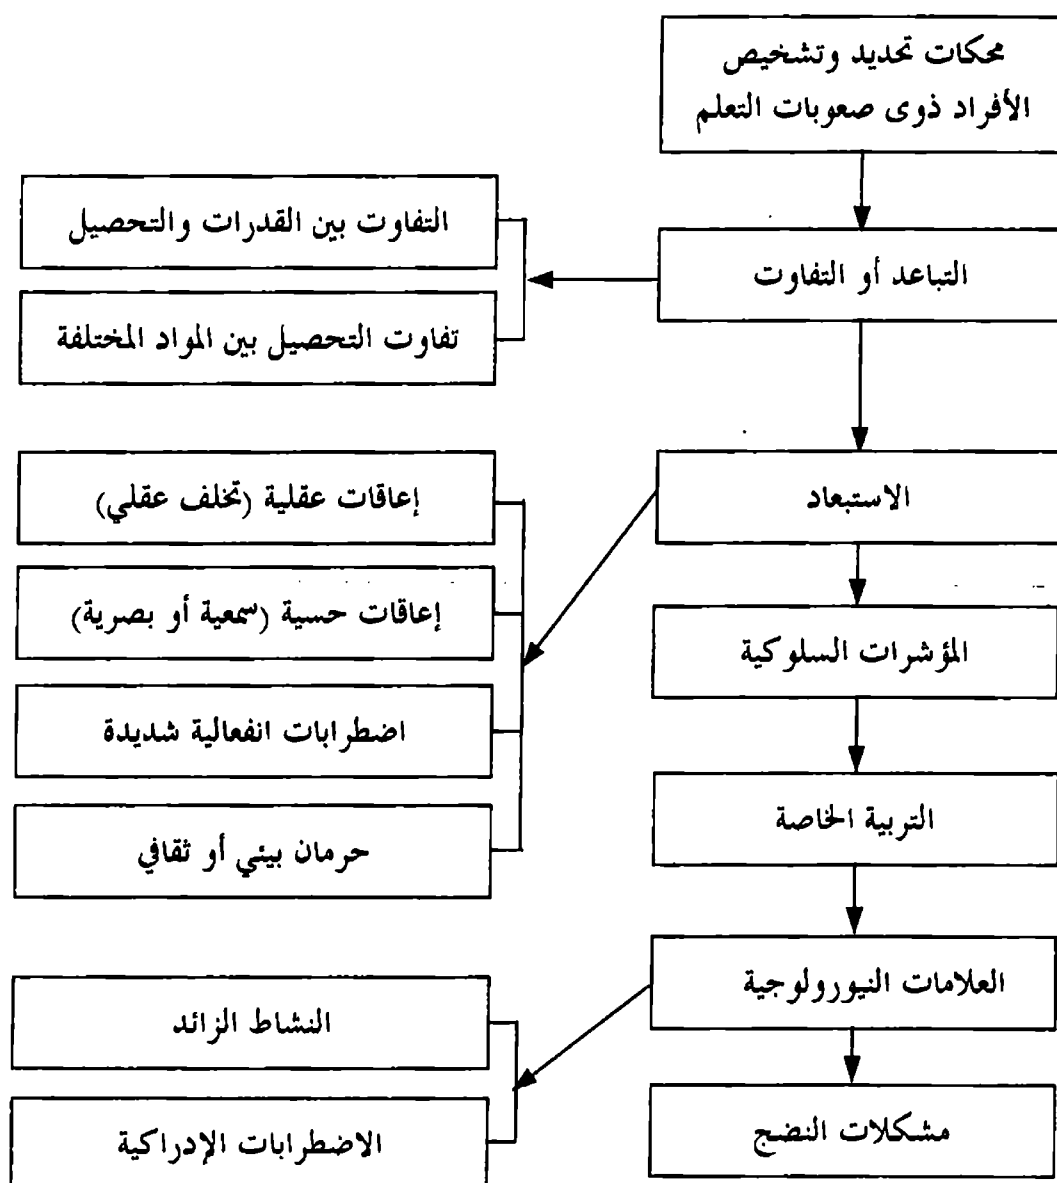 محكات تحديد وتشخيص
الأفراد ذوى صعوبات التعلم
التباعد أو التفاوت
التفاوت بين القدرات والتحصيل
تفاوت التحصيل بين المواد المختلفة
الاستبعاد
إعاقات عقلية (تخلف عقلي)
إعاقات حسية (سمعية أو بصرية)
اضطرابات انفعالية شديدة
حرمان بيئي أو ثقافي
المؤشرات السلوكية
التربية الخاصة
العلامات النيورولوجية
النشاط الزائد
الاضطرابات الإدراكية
مشكلات النضج